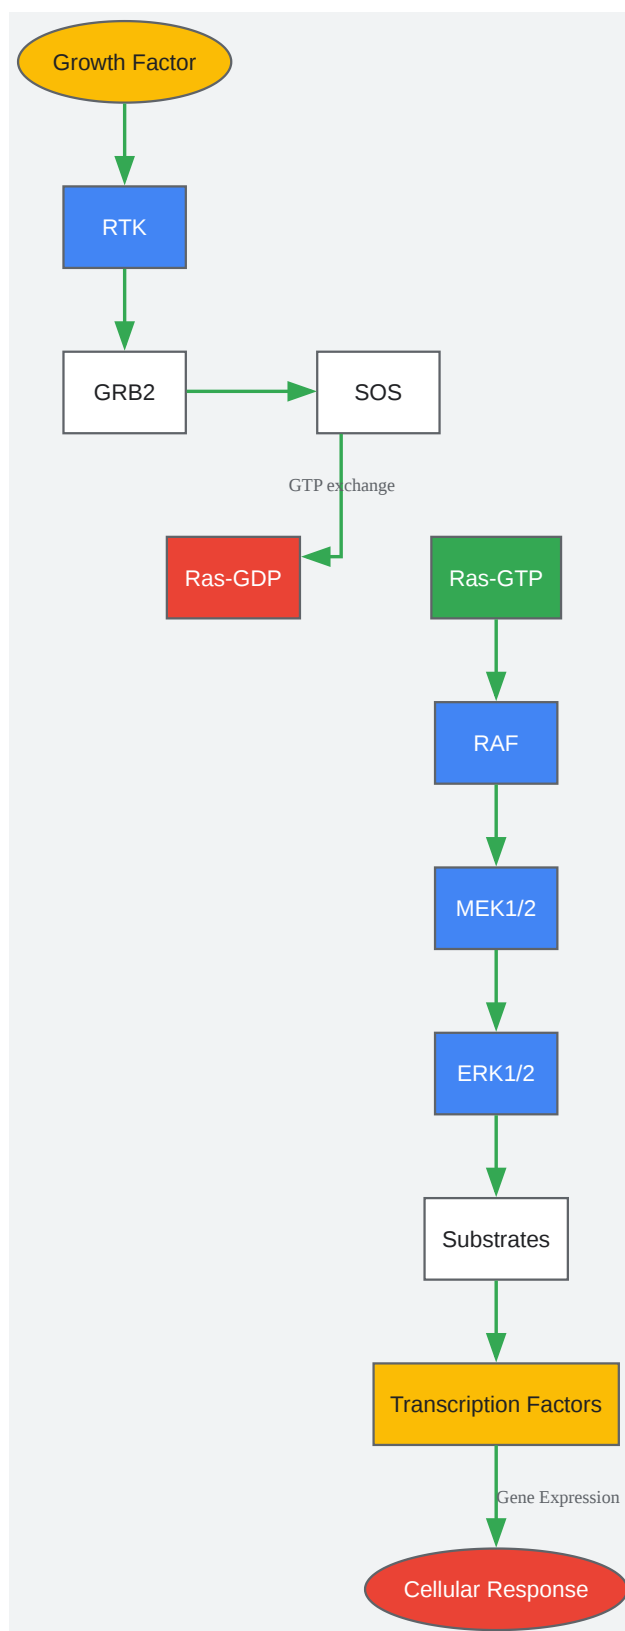 Growth Factor
RTK
GRB2
SOS
GTP exchange
Ras-GDP
Ras-GTP
RAF
MEK1/2
ERK1/2
Substrates
Transcription Factors
Gene Expression
Cellular Response